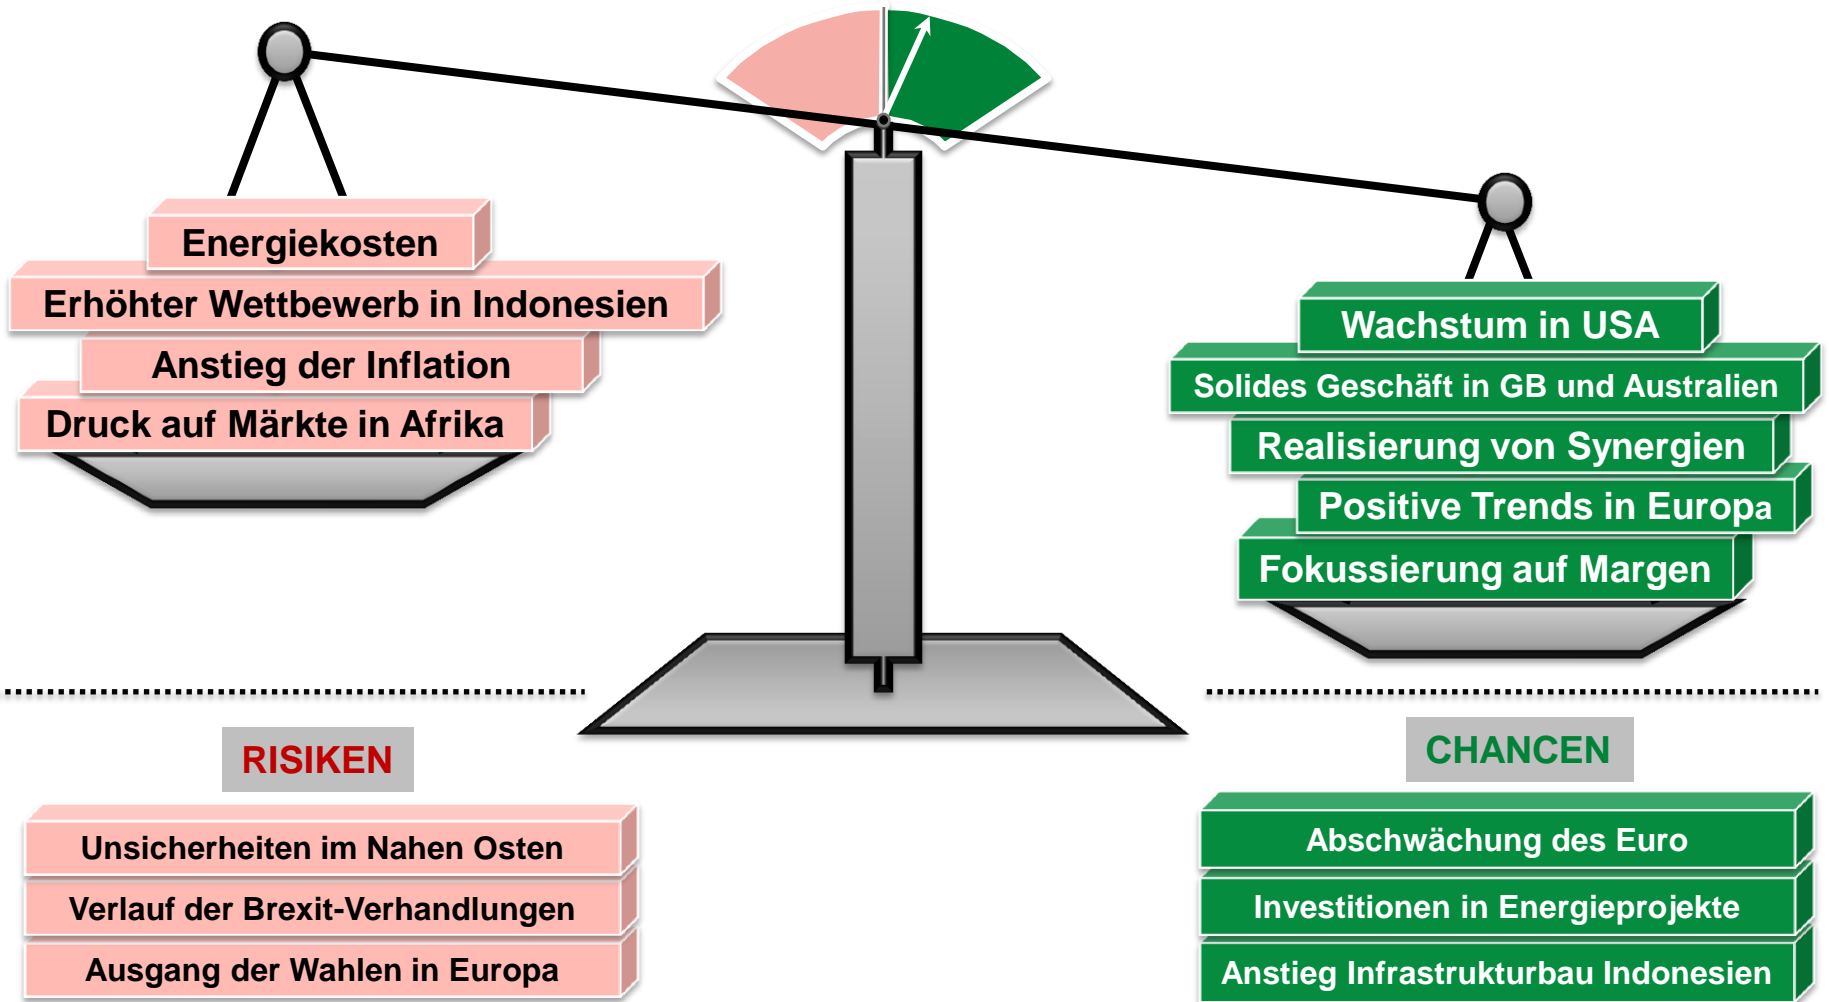 Energiekosten
Erhöhter Wettbewerb in Indonesien
Anstieg der Inflation
Druck auf Märkte in Afrika
Wachstum in USA
Solides Geschäft in GB und Australien
Realisierung von Synergien
Positive Trends in Europa
Fokussierung auf Margen
RISIKEN
Unsicherheiten im Nahen Osten
Verlauf der Brexit-Verhandlungen
Ausgang der Wahlen in Europa
CHANCEN
Abschwächung des Euro
Investitionen in Energieprojekte
Anstieg Infrastrukturbau Indonesien